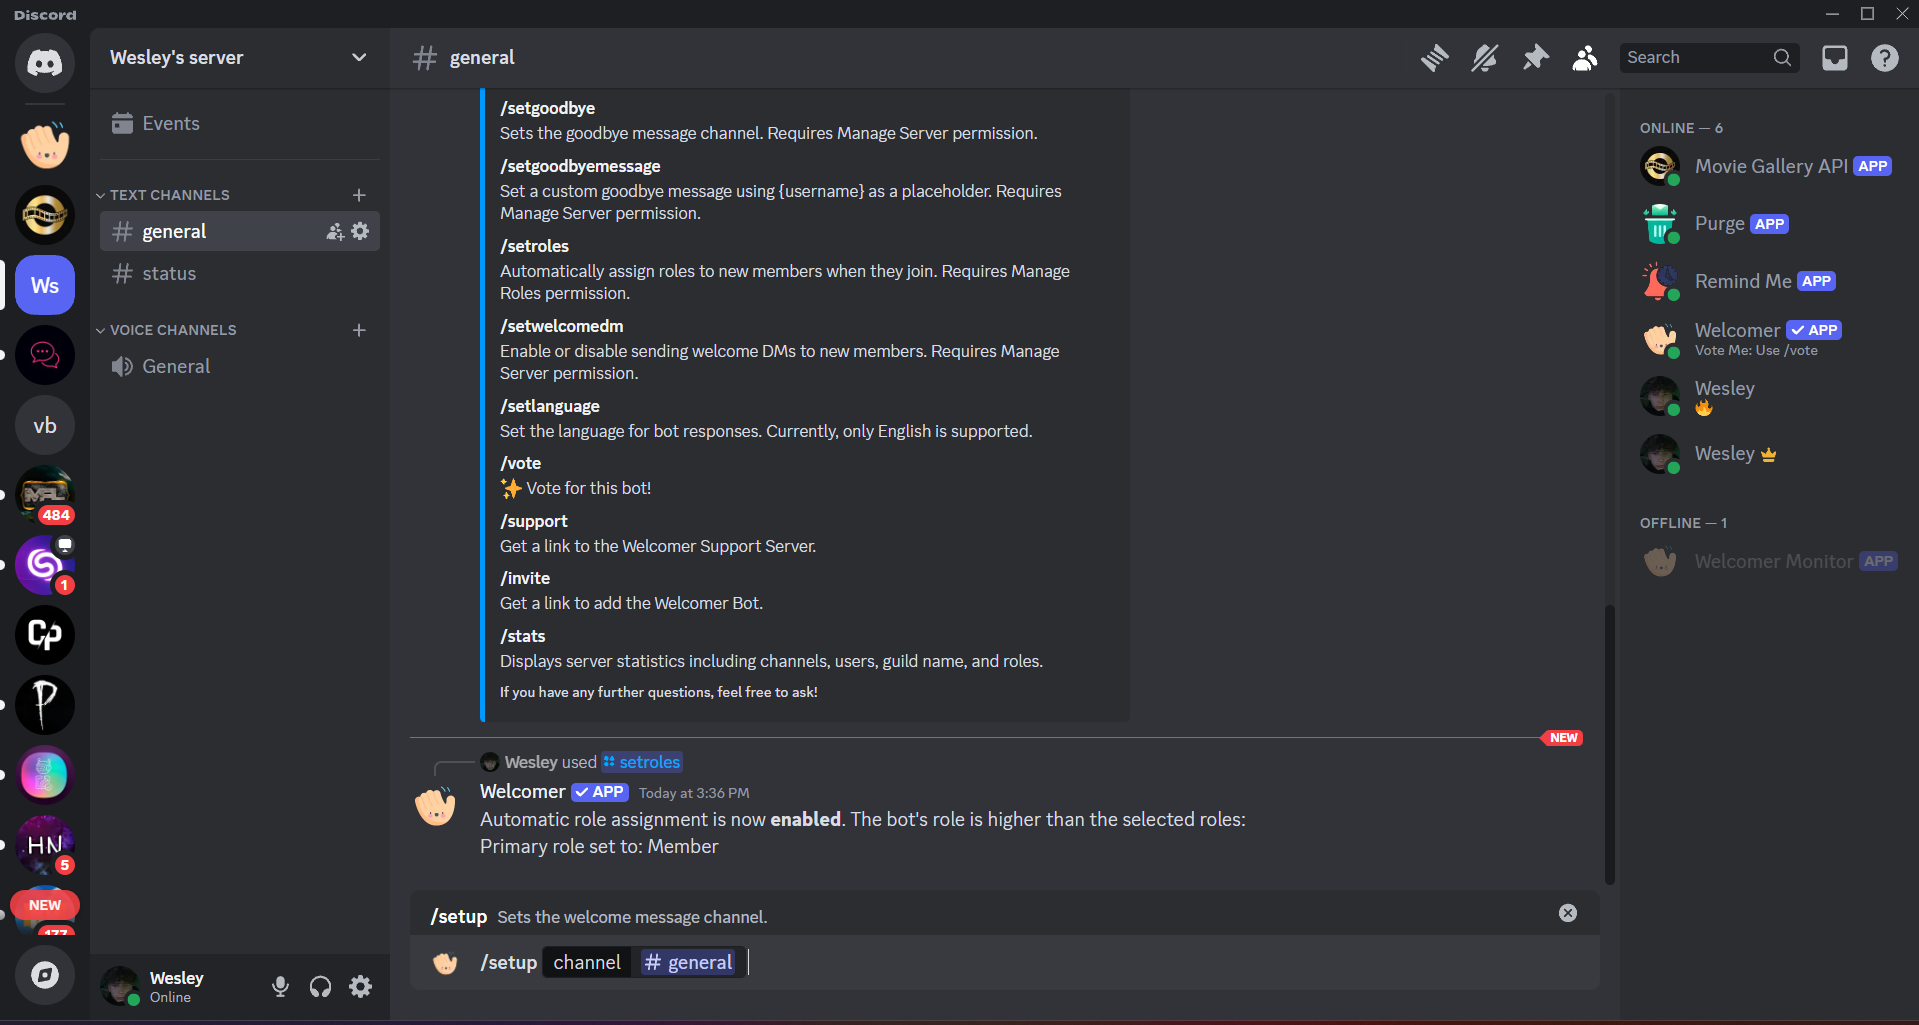 Discord
Wesley's server
general
Search
Events
TEXT CHANNELS
general
status
VOICE CHANNELS
General
Ws
vb
484
1
CP
P
HN
5
NEW
177
Wesley
Online
/setgoodbye
Sets the goodbye message channel. Requires Manage Server permission.
/setgoodbyemessage
Set a custom goodbye message using {username} as a placeholder. Requires
Manage Server permission.
/setroles
Automatically assign roles to new members when they join. Requires Manage
Roles permission.
/setwelcomedm
Enable or disable sending welcome DMs to new members. Requires Manage
Server permission.
/setlanguage
Set the language for bot responses. Currently, only English is supported.
/vote
✨ Vote for this bot!
/support
Get a link to the Welcomer Support Server.
/invite
Get a link to add the Welcomer Bot.
/stats
Displays server statistics including channels, users, guild name, and roles.
If you have any further questions, feel free to ask!
NEW
Wesley used setroles
Welcomer ✓ APP Today at 3:36 PM
Automatic role assignment is now enabled. The bot's role is higher than the selected roles:
Primary role set to: Member
/setup Sets the welcome message channel.
/setup channel # general
ONLINE — 6
Movie Gallery API APP
Purge APP
Remind Me APP
Welcomer ✓ APP
Vote Me: Use /vote
Wesley
🔥
Wesley
OFFLINE — 1
Welcomer Monitor APP